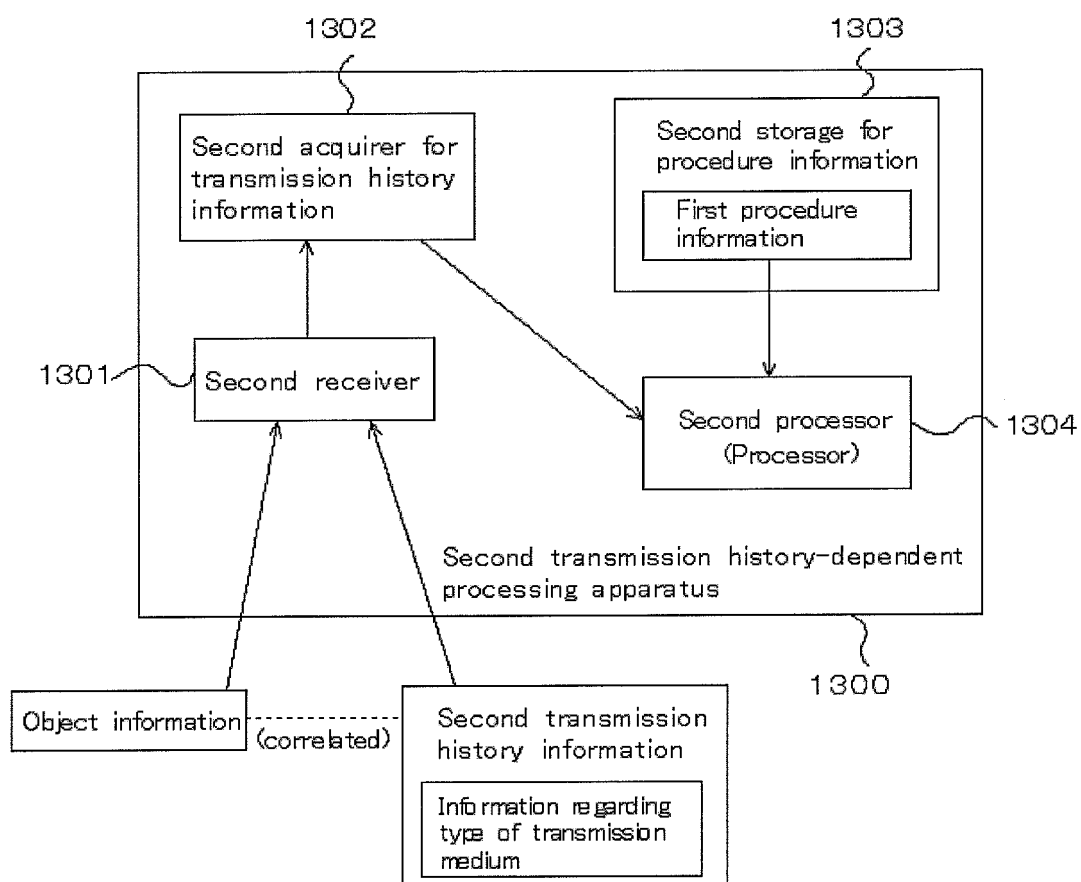 1302
1303
Second acquirer for
transmission history
information
Second storage for
procedure information
First procedure
information
1301
Second receiver
Second processor
(Processor)
1304
Second transmission history-dependent
processing apparatus
1300
Object information
(correlated)
Second transmission
history information
Information regarding
type of transmission
medium